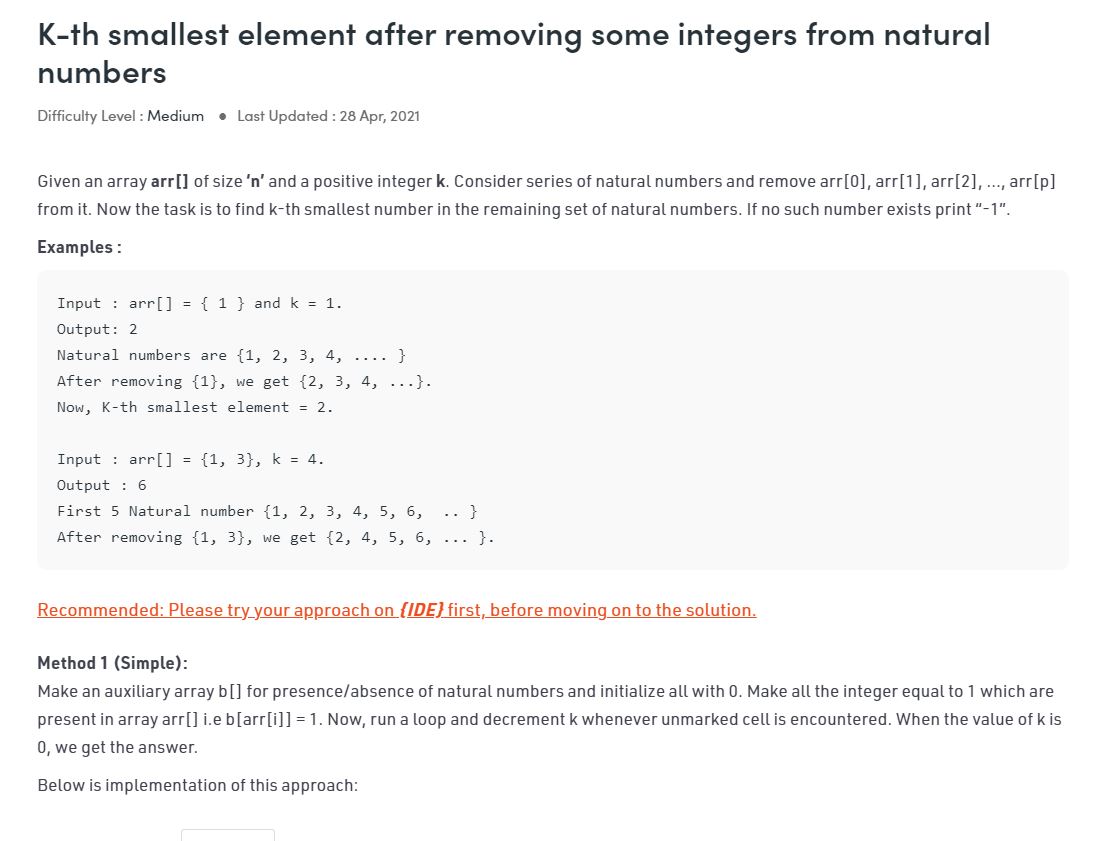 K-th smallest element after removing some integers from natural
numbers
Difficulty Level : Medium ● Last Updated : 28 Apr, 2021
Given an array arr[] of size 'n' and a positive integer k. Consider series of natural numbers and remove arr[0], arr[1], arr[2], …, arr[p]
from it. Now the task is to find k-th smallest number in the remaining set of natural numbers. If no such number exists print “-1”.
Examples :
Input : arr[] = { 1 } and k = 1.
Output: 2
Natural numbers are {1, 2, 3, 4, .... }
After removing {1}, we get {2, 3, 4, ...}.
Now, K-th smallest element = 2.
Input : arr[] = {1, 3}, k = 4.
Output : 6
First 5 Natural number {1, 2, 3, 4, 5, 6,  .. }
After removing {1, 3}, we get {2, 4, 5, 6, ... }.
Recommended: Please try your approach on {IDE} first, before moving on to the solution.
Method 1 (Simple):
Make an auxiliary array b[] for presence/absence of natural numbers and initialize all with 0. Make all the integer equal to 1 which are
present in array arr[] i.e b[arr[i]] = 1. Now, run a loop and decrement k whenever unmarked cell is encountered. When the value of k is
0, we get the answer.
Below is implementation of this approach: